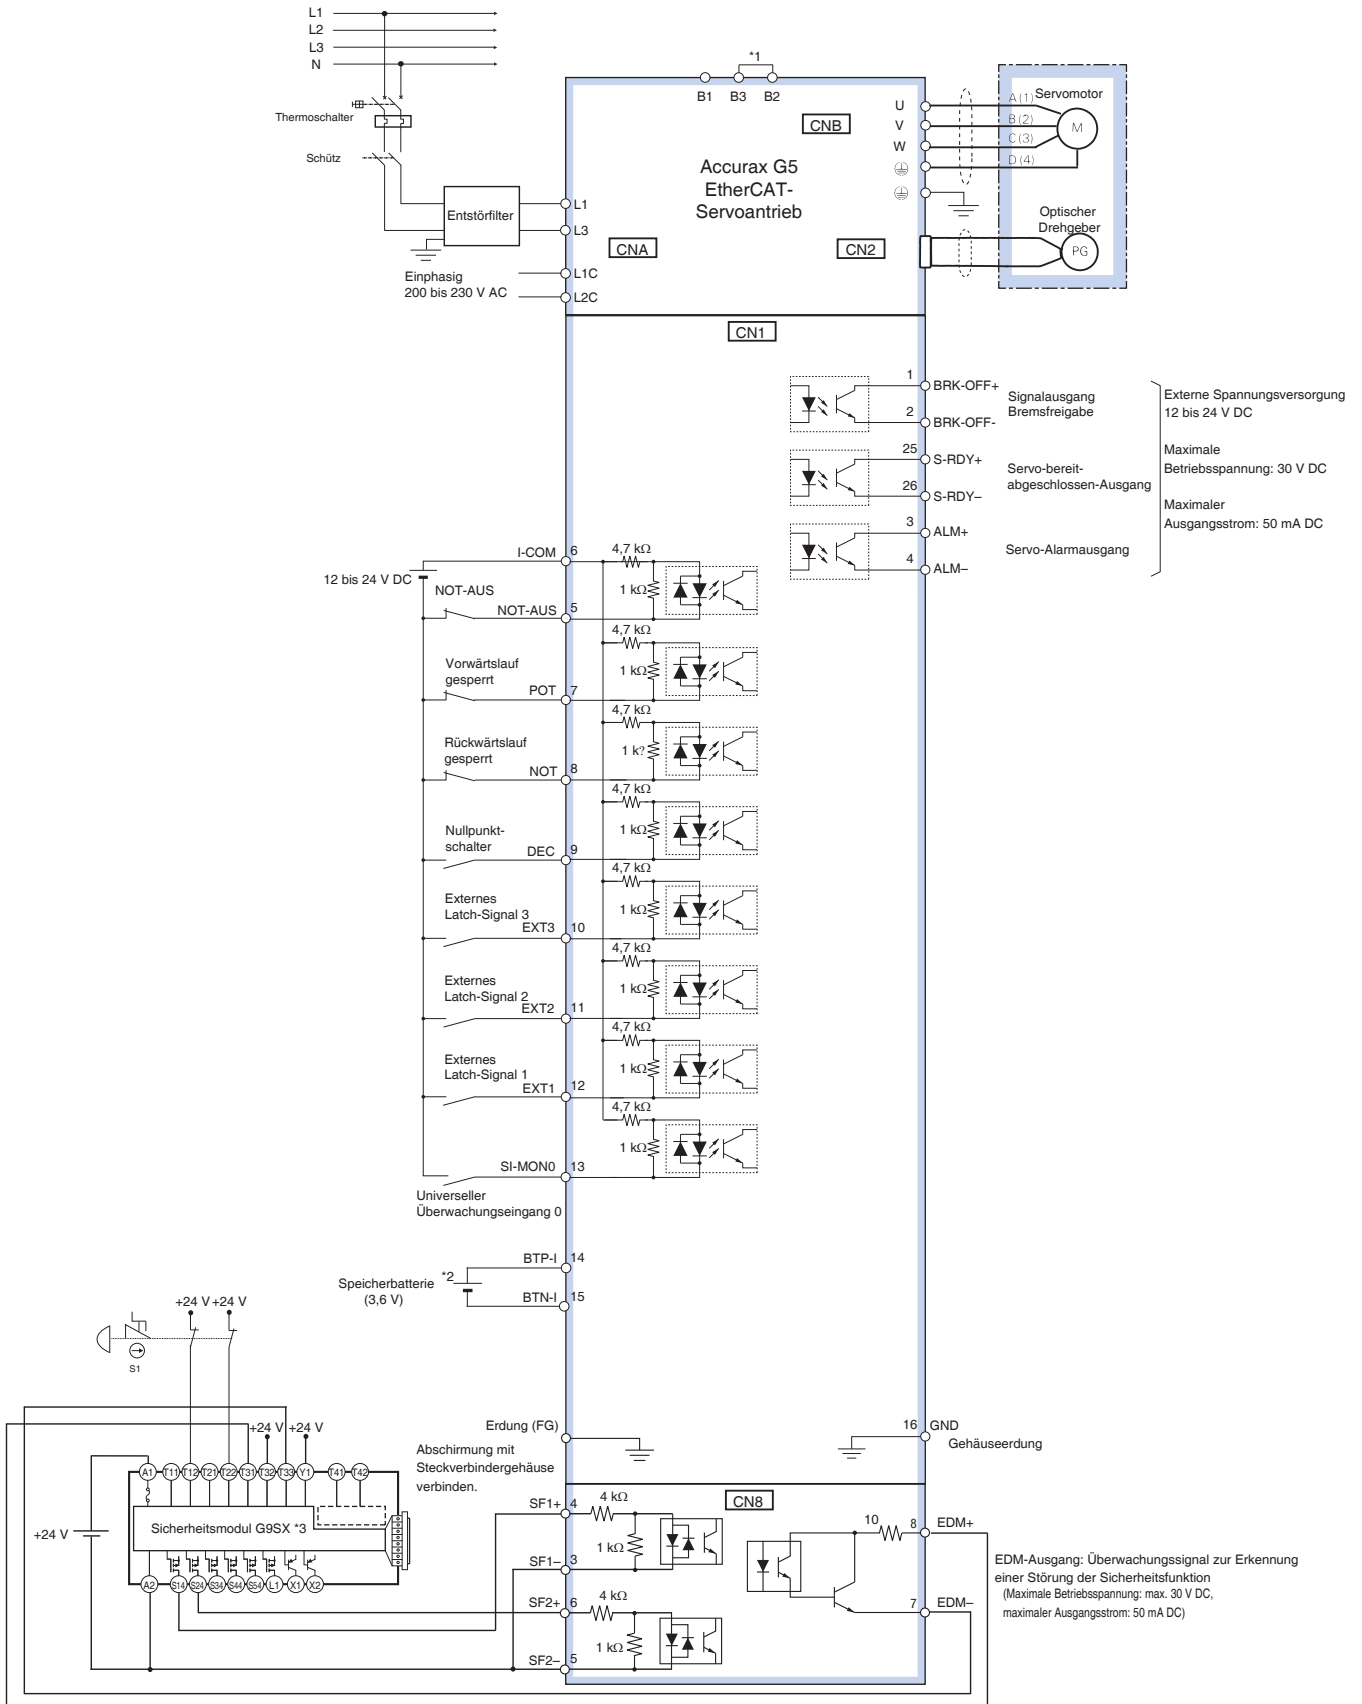 L1
L2
L3
N
Thermoschalter
Schütz
Entstörfilter
L1
L3
L1C
L2C
Einphasig
200 bis 230 V AC
*1
B1
B3
B2
CNB
Accurax G5
EtherCAT-
Servoantrieb
CNA
CN2
U
V
W
A (1)
B (2)
C (3)
D (4)
Servomotor
M
Optischer
Drehgeber
PG
CN1
1
BRK-OFF+
2
BRK-OFF-
Signalausgang
Bremsfreigabe
25
S-RDY+
26
S-RDY–
Servo-bereit-
abgeschlossen-Ausgang
3
ALM+
4
ALM–
Servo-Alarmausgang
Externe Spannungsversorgung
12 bis 24 V DC
Maximale
Betriebsspannung: 30 V DC
Maximaler
Ausgangsstrom: 50 mA DC
I-COM
6
12 bis 24 V DC
4,7 kΩ
1 kΩ
NOT-AUS
NOT-AUS
5
4,7 kΩ
1 kΩ
Vorwärtslauf
gesperrt
POT
7
4,7 kΩ
1 k?
Rückwärtslauf
gesperrt
NOT
8
4,7 kΩ
1 kΩ
Nullpunkt-
schalter
DEC
9
4,7 kΩ
1 kΩ
Externes
Latch-Signal 3
EXT3
10
4,7 kΩ
1 kΩ
Externes
Latch-Signal 2
EXT2
11
4,7 kΩ
1 kΩ
Externes
Latch-Signal 1
EXT1
12
4,7 kΩ
1 kΩ
SI-MON0
13
Universeller
Überwachungseingang 0
BTP-I
14
Speicherbatterie
(3,6 V)
*2
BTN-I
15
+24 V
+24 V
S1
Erdung (FG)
Abschirmung mit
Steckverbindergehäuse
verbinden.
16
GND
Gehäuseerdung
+24 V
+24 V
A1
T11
T12
T21
T22
T31
T32
T33
Y1
T41
T42
+24 V
Sicherheitsmodul G9SX *3
A2
S14
S24
S34
S44
S54
L1
X1
X2
CN8
SF1+
4
4 kΩ
1 kΩ
SF1–
3
SF2+
6
4 kΩ
1 kΩ
SF2–
5
10
8
EDM+
7
EDM–
EDM-Ausgang: Überwachungssignal zur Erkennung
einer Störung der Sicherheitsfunktion
(Maximale Betriebsspannung: max. 30 V DC,
maximaler Ausgangsstrom: 50 mA DC)